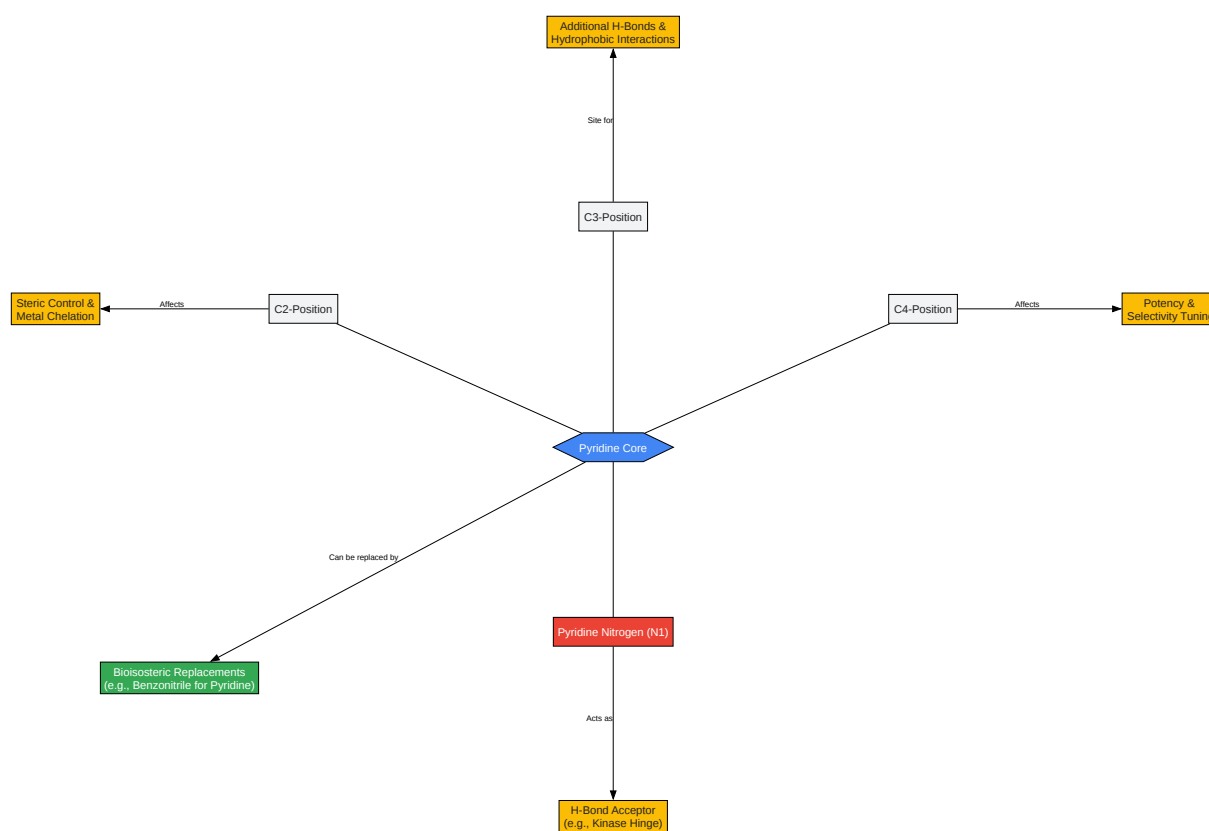 Additional H-Bonds &
Hydrophobic Interactions
Site for
C3-Position
Steric Control &
Metal Chelation
Affects
C2-Position
C4-Position
Affects
Potency &
Selectivity Tunin
Pyridine Core
Can be replaced by
Pyridine Nitrogen (N1)
Bioisosteric Replacements
(e.g., Benzonitrile for Pyridine)
Acts as
H-Bond Acceptor
(e.g., Kinase Hinge)